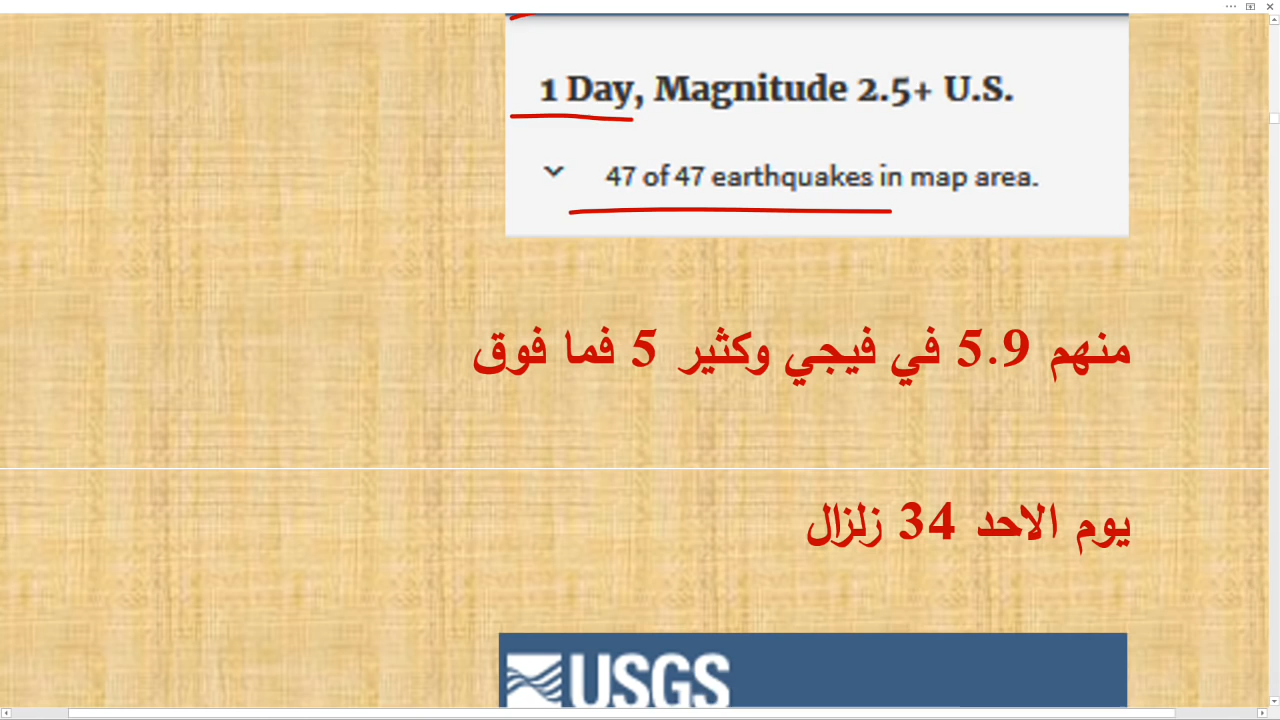 1 Day, Magnitude 2.5+ U.S.
47 of 47 earthquakes in map area.
منهم 5.9 في فيجي وكثير 5 فما فوق
يوم الاحد 34 زلزال
USGS